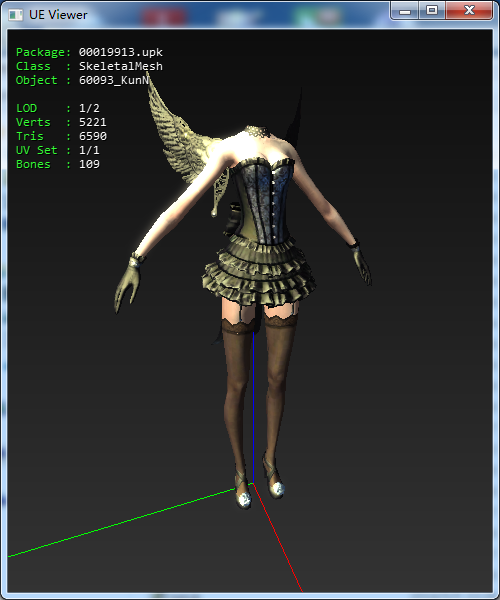 UE Viewer
Package: 00019913.upk
Class : SkeletalMesh
Object : 60093_KunN
LOD : 1/2
Verts : 5221
Tris : 6590
UV Set : 1/1
Bones : 109